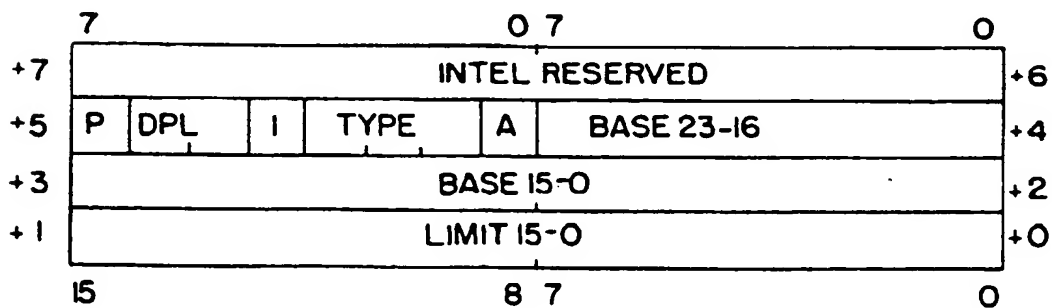 7 0 7 0
+7 INTEL RESERVED +6
+5 P DPL 1 TYPE A BASE 23-16 +4
+3 BASE 15-0 +2
+1 LIMIT 15-0 +0
15 8 7 0